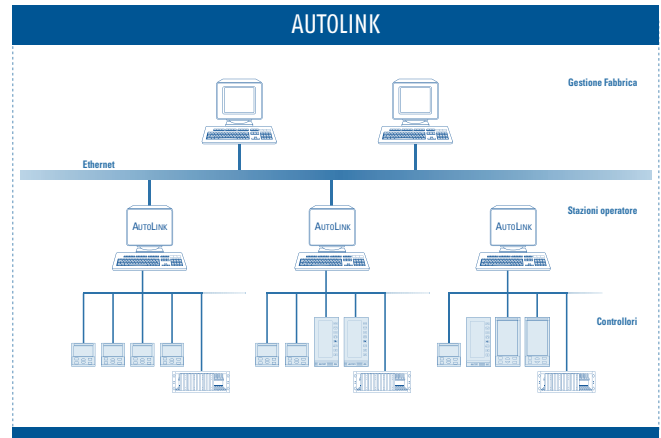 AUTOLINK
Gestione Fabbrica
Ethernet
Stazioni operatore
AUTOLINK
AUTOLINK
AUTOLINK
Controllori